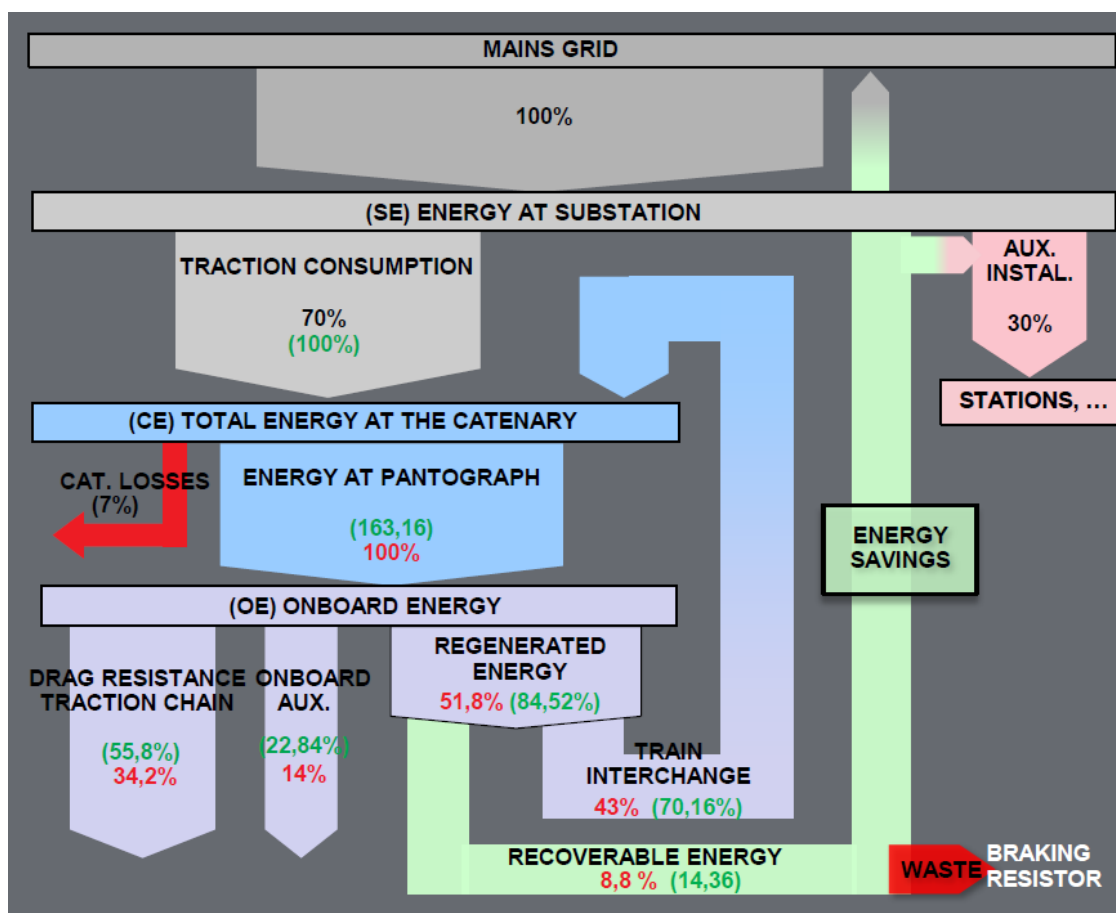 MAINS GRID
100%
(SE) ENERGY AT SUBSTATION
TRACTION CONSUMPTION
70%
(100%)
AUX.
INSTAL.
30%
STATIONS, ...
(CE) TOTAL ENERGY AT THE CATENARY
CAT. LOSSES
(7%)
ENERGY AT PANTOGRAPH
(163,16)
100%
ENERGY
SAVINGS
(OE) ONBOARD ENERGY
DRAG RESISTANCE
TRACTION CHAIN
(55,8%)
34,2%
ONBOARD
AUX.
(22,84%)
14%
REGENERATED
ENERGY
51,8% (84,52%)
TRAIN
INTERCHANGE
43% (70,16%)
RECOVERABLE ENERGY
8,8 % (14,36)
WASTE
BRAKING
RESISTOR